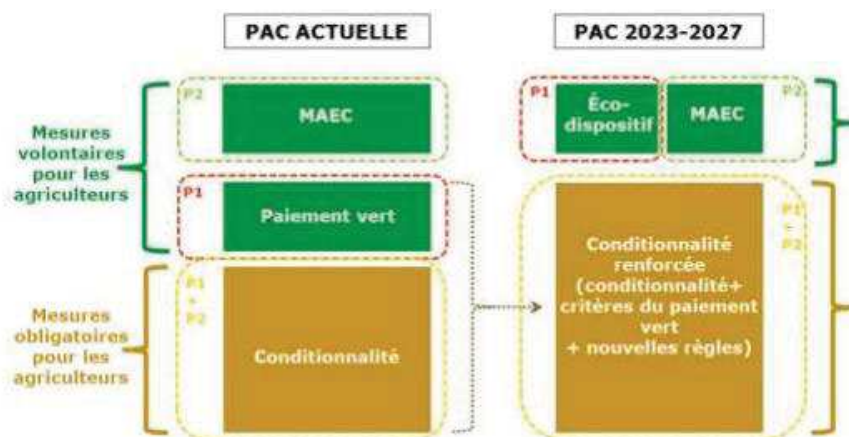 PAC ACTUELLE
PAC 2023-2027
Mesures
volontaires
pour les
agriculteurs
P2
MAEC
P1
Paiement vert
Mesures
obligatoires
pour les
agriculteurs
P1
+
P2
Conditionnalité
P1
Éco-
dispositif
MAEC
P2
Conditionnalité
renforcée
(conditionnalité+
critères du paiement
vert
+ nouvelles règles)
P1
-
P2